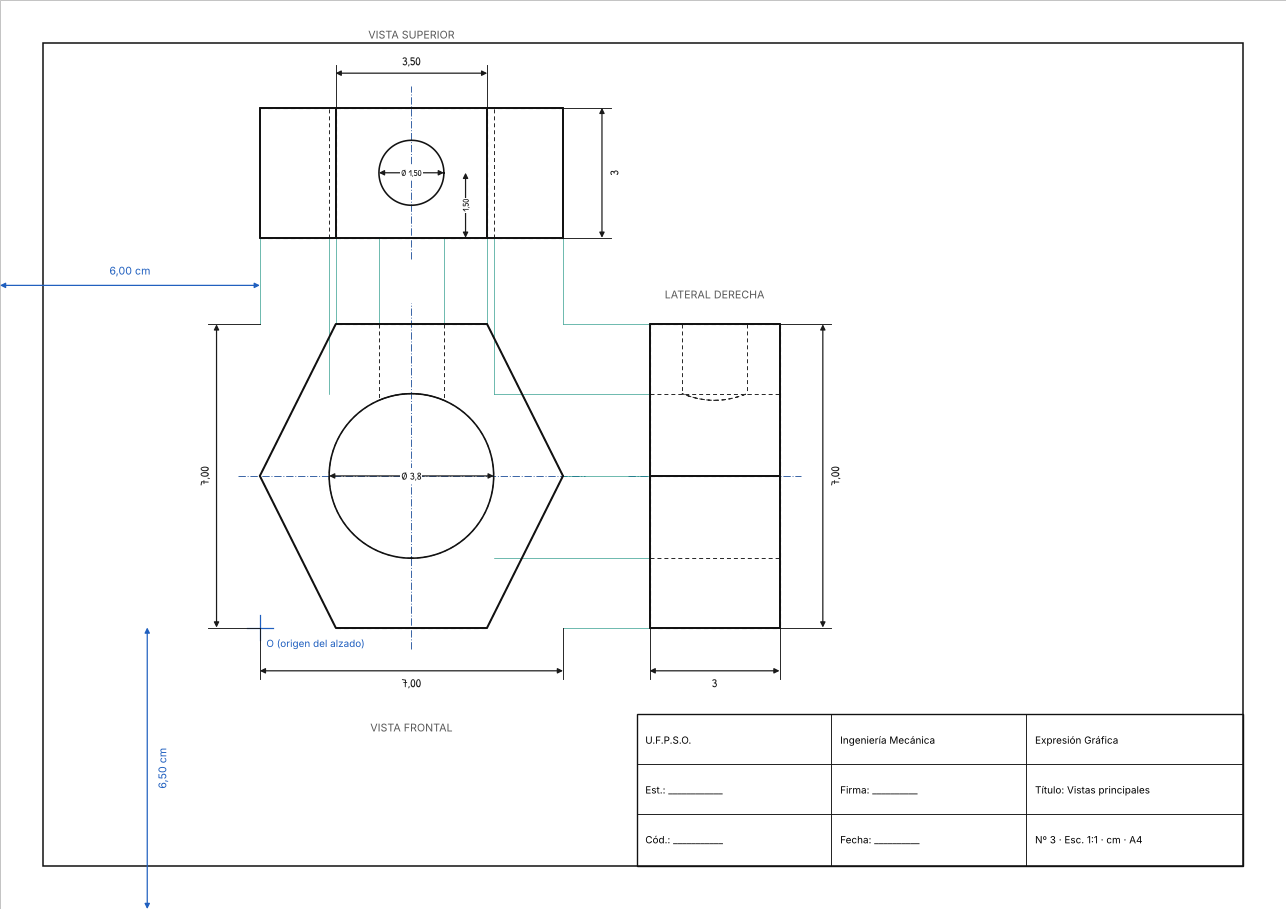 VISTA SUPERIOR
3,50
Ø 1,50
1,50
3
6,00 cm
LATERAL DERECHA
7,00
Ø 3,8
7,00
O (origen del alzado)
7,00
3
VISTA FRONTAL
6,50 cm
U.F.P.S.O.
Ingeniería Mecánica
Expresión Gráfica
Est.: ___________
Firma: _________
Título: Vistas principales
Cód.: __________
Fecha: _________
Nº 3 · Esc. 1:1 · cm · A4